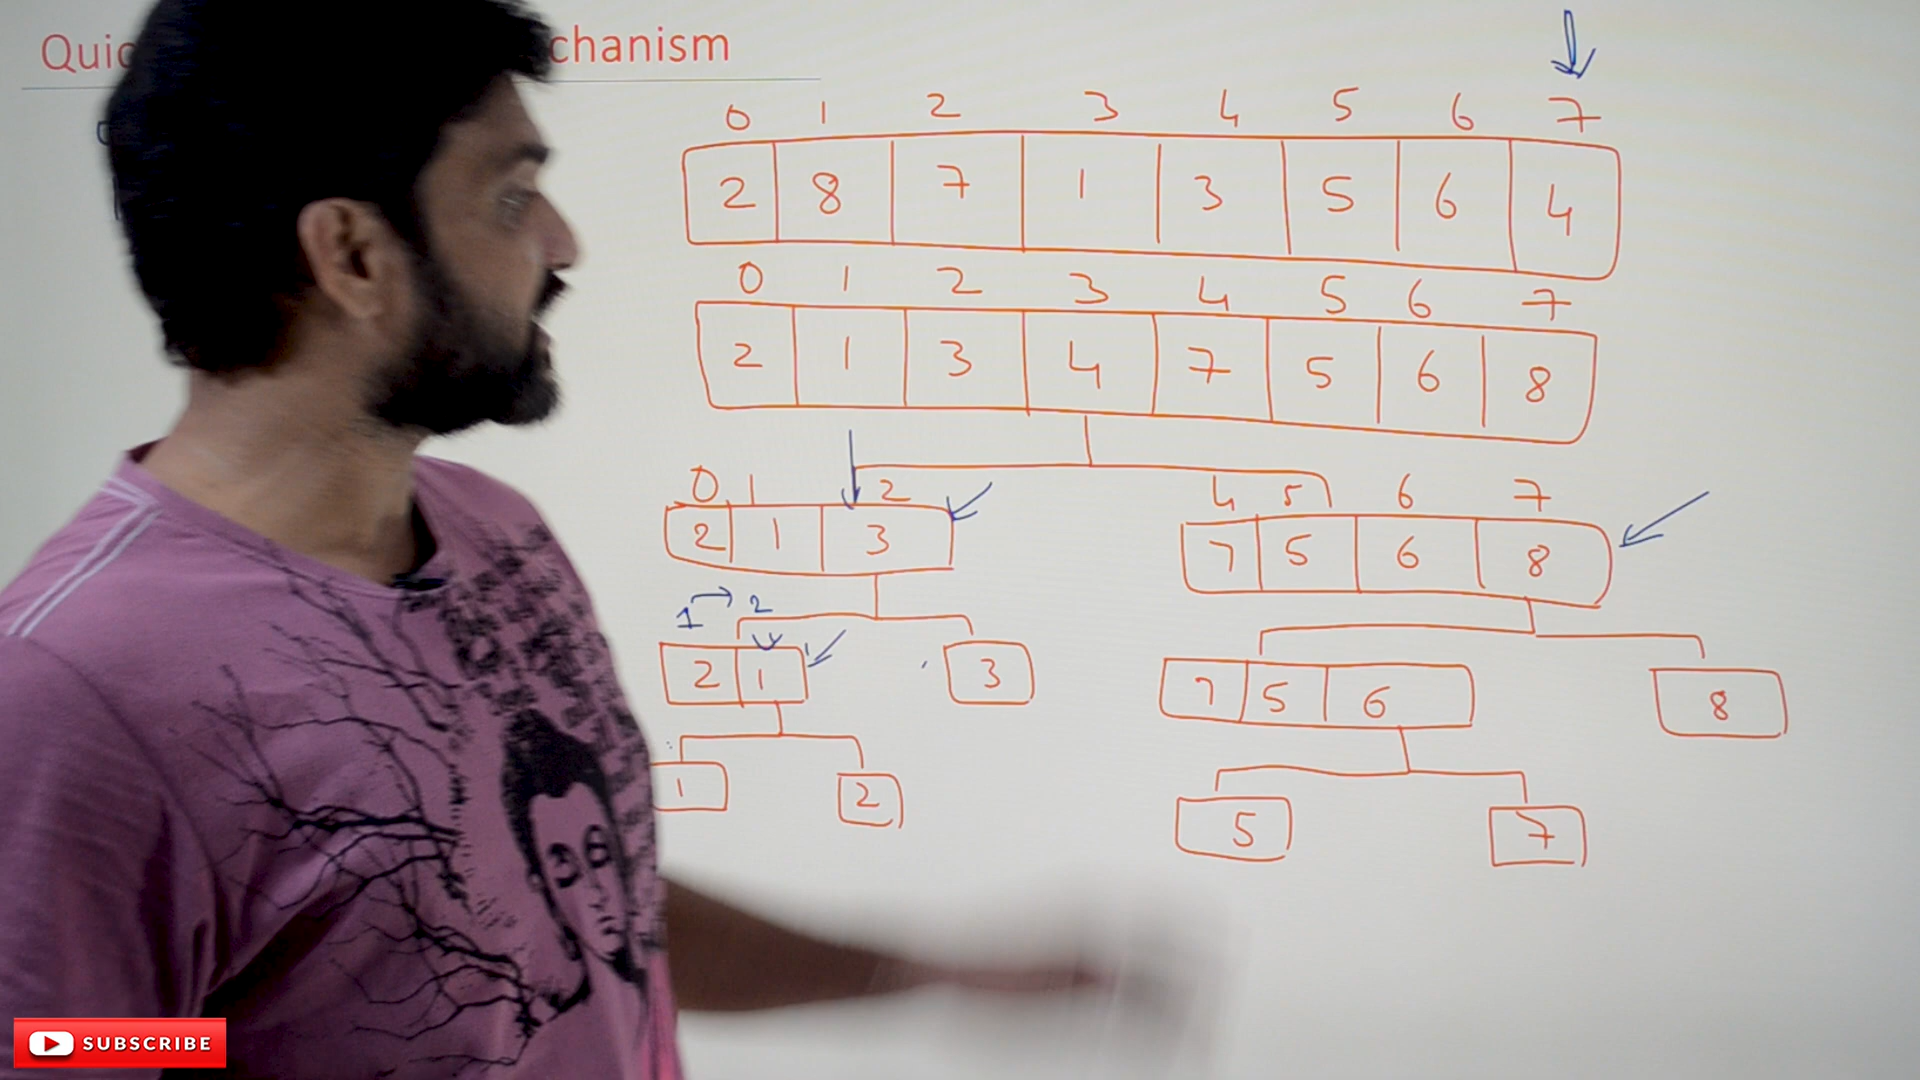 Quic chanism
0 1 2 3 4 5 6 7
2 8 7 1 3 5 6 4
0 1 2 3 4 5 6 7
2 1 3 4 7 5 6 8
0 1 2 4 5 6 7
2 1 3 7 5 6 8
1 2
2 1 3 7 5 6 8
1 2 5 7
SUBSCRIBE